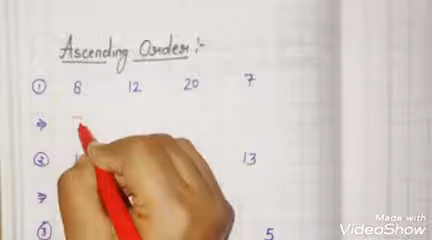 Ascending Order :-
① 8 12 20 7
⇒
② 13
⇒
③ 5
Made with
VideoShow